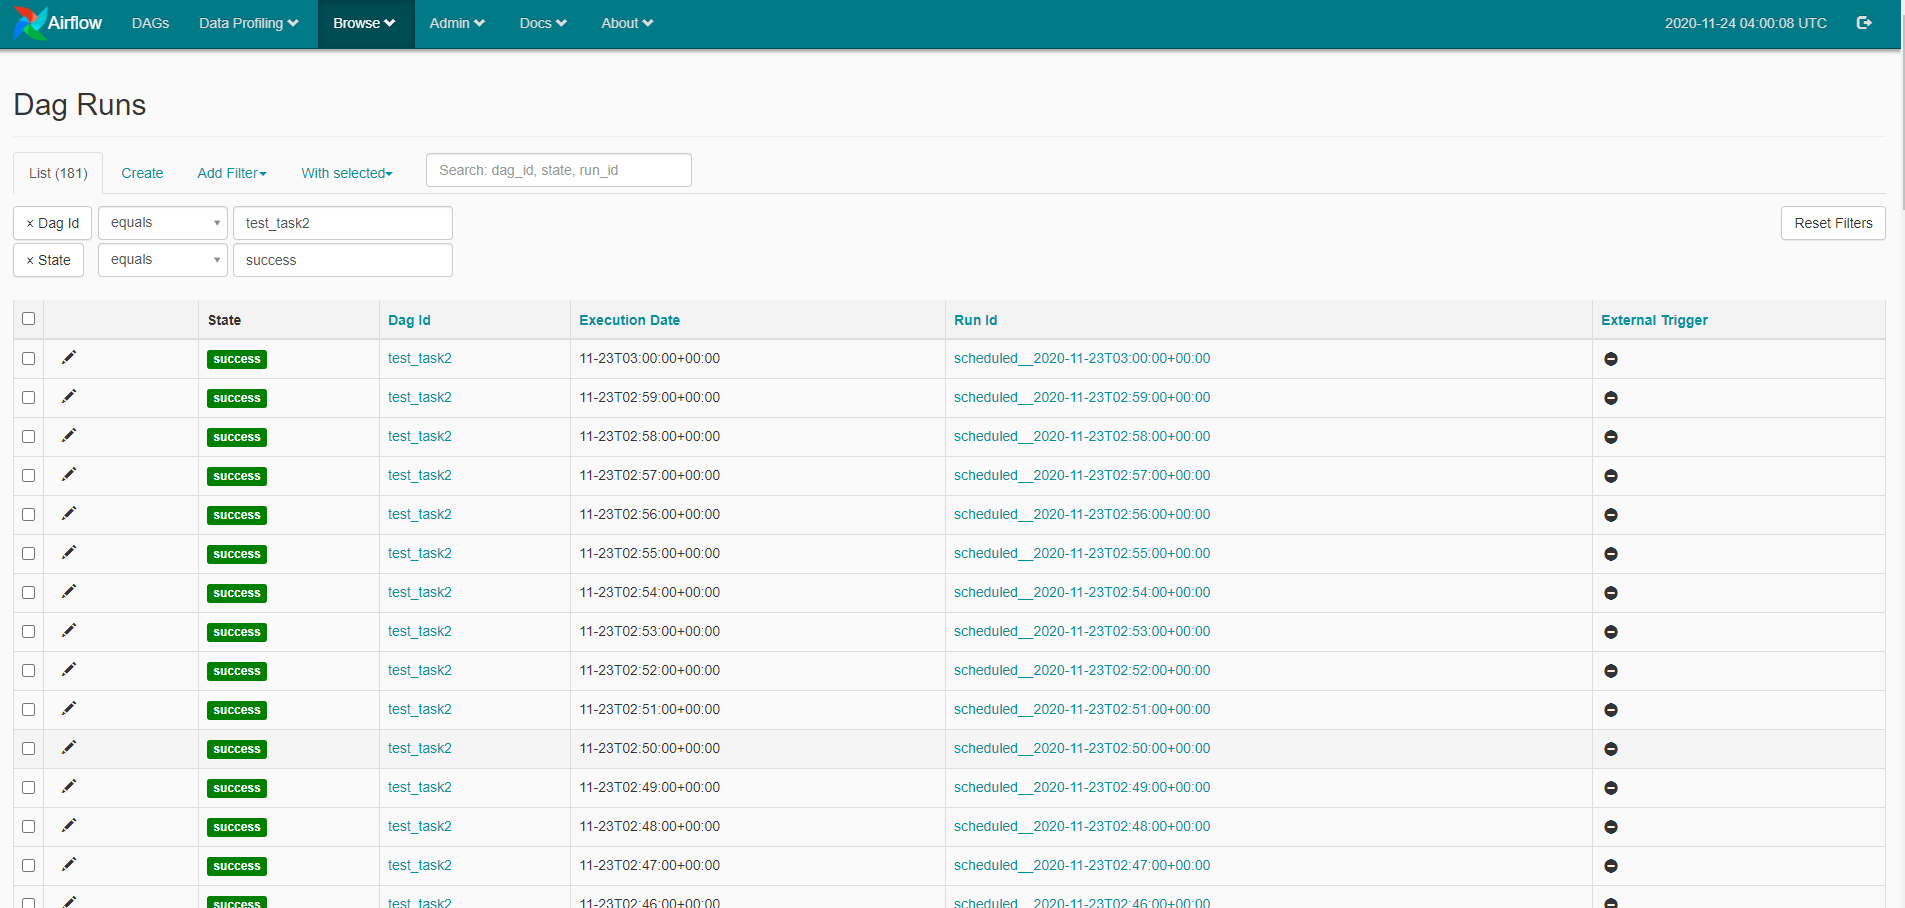 Airflow DAGs Data Profiling Browse Admin Docs About 2020-11-24 04:00:08 UTC
Dag Runs
List (181) Create Add Filter With selected Search: dag_id, state, run_id
× Dag Id equals test_task2 Reset Filters
× State equals success
State Dag Id Execution Date Run Id External Trigger
success test_task2 11-23T03:00:00+00:00 scheduled__2020-11-23T03:00:00+00:00
success test_task2 11-23T02:59:00+00:00 scheduled__2020-11-23T02:59:00+00:00
success test_task2 11-23T02:58:00+00:00 scheduled__2020-11-23T02:58:00+00:00
success test_task2 11-23T02:57:00+00:00 scheduled__2020-11-23T02:57:00+00:00
success test_task2 11-23T02:56:00+00:00 scheduled__2020-11-23T02:56:00+00:00
success test_task2 11-23T02:55:00+00:00 scheduled__2020-11-23T02:55:00+00:00
success test_task2 11-23T02:54:00+00:00 scheduled__2020-11-23T02:54:00+00:00
success test_task2 11-23T02:53:00+00:00 scheduled__2020-11-23T02:53:00+00:00
success test_task2 11-23T02:52:00+00:00 scheduled__2020-11-23T02:52:00+00:00
success test_task2 11-23T02:51:00+00:00 scheduled__2020-11-23T02:51:00+00:00
success test_task2 11-23T02:50:00+00:00 scheduled__2020-11-23T02:50:00+00:00
success test_task2 11-23T02:49:00+00:00 scheduled__2020-11-23T02:49:00+00:00
success test_task2 11-23T02:48:00+00:00 scheduled__2020-11-23T02:48:00+00:00
success test_task2 11-23T02:47:00+00:00 scheduled__2020-11-23T02:47:00+00:00
success test_task2 11-23T02:46:00+00:00 scheduled__2020-11-23T02:46:00+00:00